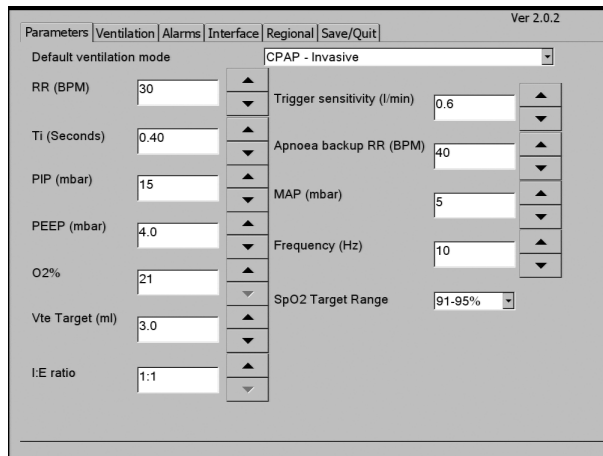 Ver 2.0.2
Parameters Ventilation Alarms Interface Regional Save/Quit
Default ventilation mode CPAP - Invasive
RR (BPM) 30
Trigger sensitivity (l/min) 0.6
Ti (Seconds) 0.40
Apnoea backup RR (BPM) 40
PIP (mbar) 15
MAP (mbar) 5
PEEP (mbar) 4.0
Frequency (Hz) 10
O2% 21
SpO2 Target Range 91-95%
Vte Target (ml) 3.0
I:E ratio 1:1